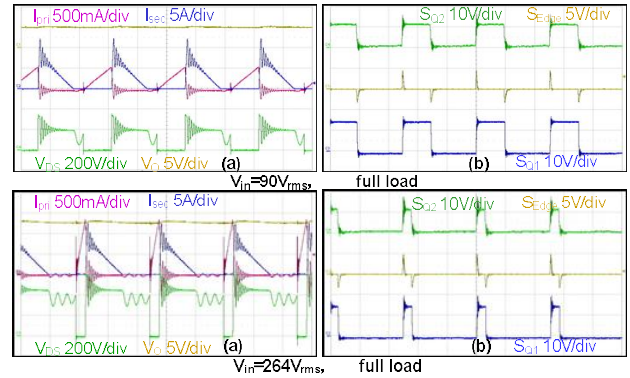 Ipri 500mA/div Isec 5A/div
SQ2 10V/div SEdge 5V/div
VDS 200V/div VO 5V/div (a)
(b) SQ1 10V/div
Vin=90Vrms, full load
Ipri 500mA/div Isec 5A/div
SQ2 10V/div SEdge 5V/div
VDS 200V/div VO 5V/div (a)
(b) SQ1 10V/div
Vin=264Vrms, full load